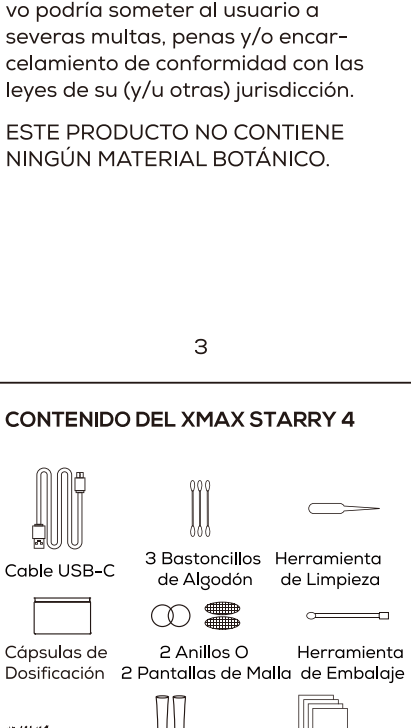 vo podría someter al usuario a
severas multas, penas y/o encar-
celamiento de conformidad con las
leyes de su (y/u otras) jurisdicción.
ESTE PRODUCTO NO CONTIENE
NINGÚN MATERIAL BOTÁNICO.
3
CONTENIDO DEL XMAX STARRY 4
Cable USB-C
3 Bastoncillos
de Algodón
Herramienta
de Limpieza
Cápsulas de
Dosificación
2 Anillos O
2 Pantallas de Malla
Herramienta
de Embalaje